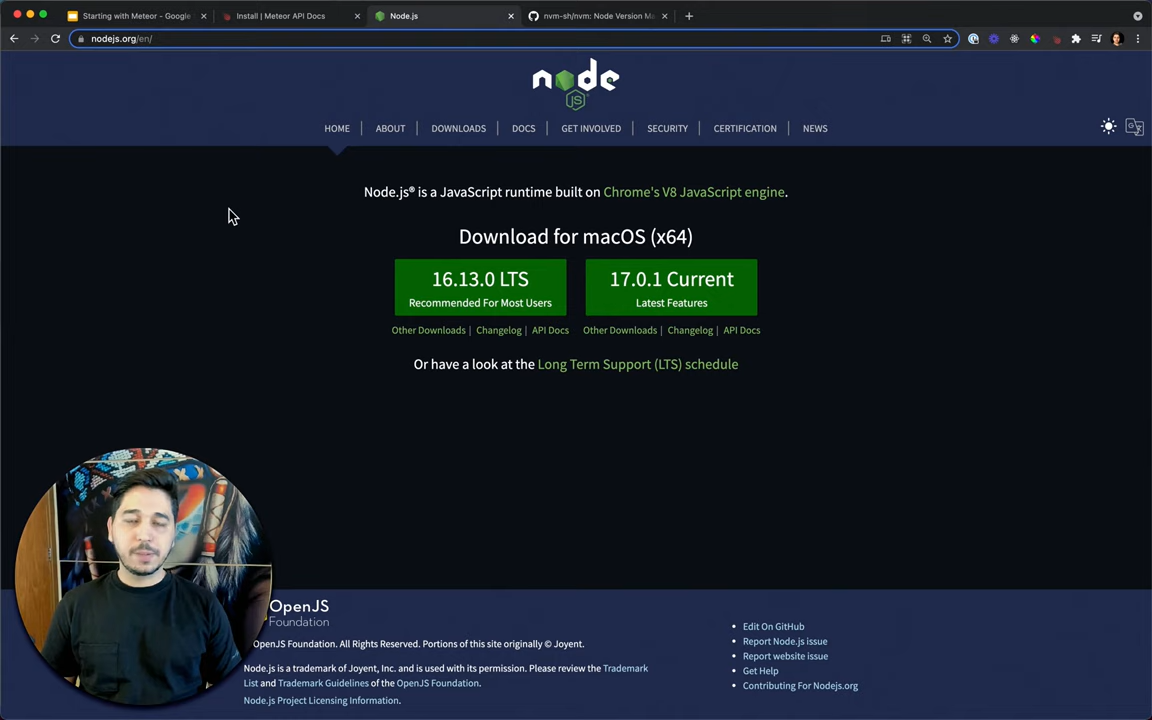 Starting with Meteor - Google
Install | Meteor API Docs
Node.js
nvm-sh/nvm: Node Version Ma
nodejs.org/en/
node
JS
HOME
ABOUT
DOWNLOADS
DOCS
GET INVOLVED
SECURITY
CERTIFICATION
NEWS
Node.js® is a JavaScript runtime built on Chrome's V8 JavaScript engine.
Download for macOS (x64)
16.13.0 LTS
Recommended For Most Users
17.0.1 Current
Latest Features
Other Downloads | Changelog | API Docs
Other Downloads | Changelog | API Docs
Or have a look at the Long Term Support (LTS) schedule
OpenJS
Foundation
OpenJS Foundation. All Rights Reserved. Portions of this site originally © Joyent.
Node.js is a trademark of Joyent, Inc. and is used with its permission. Please review the Trademark
List and Trademark Guidelines of the OpenJS Foundation.
Node.js Project Licensing Information.
Edit On GitHub
Report Node.js issue
Report website issue
Get Help
Contributing For Nodejs.org